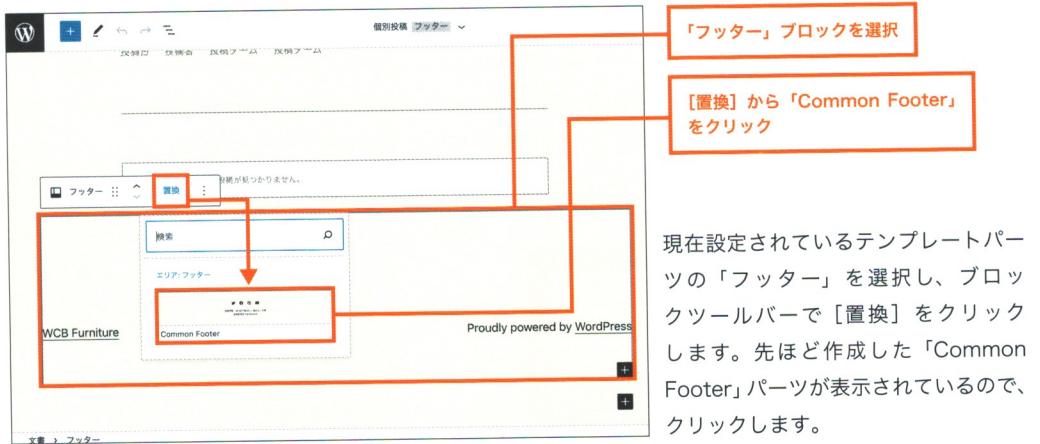 個別投稿 フッター
投稿日 投稿者 投稿チーム 投稿チーム
投稿が見つかりません。
フッター
置換
検索
エリア: フッター
Common Footer
WCB Furniture
Proudly powered by WordPress
文書 › フッター
「フッター」ブロックを選択
[置換] から「Common Footer」
をクリック
現在設定されているテンプレートパー
ツの「フッター」を選択し、ブロッ
クツールバーで [置換] をクリック
します。先ほど作成した「Common
Footer」パーツが表示されているので、
クリックします。